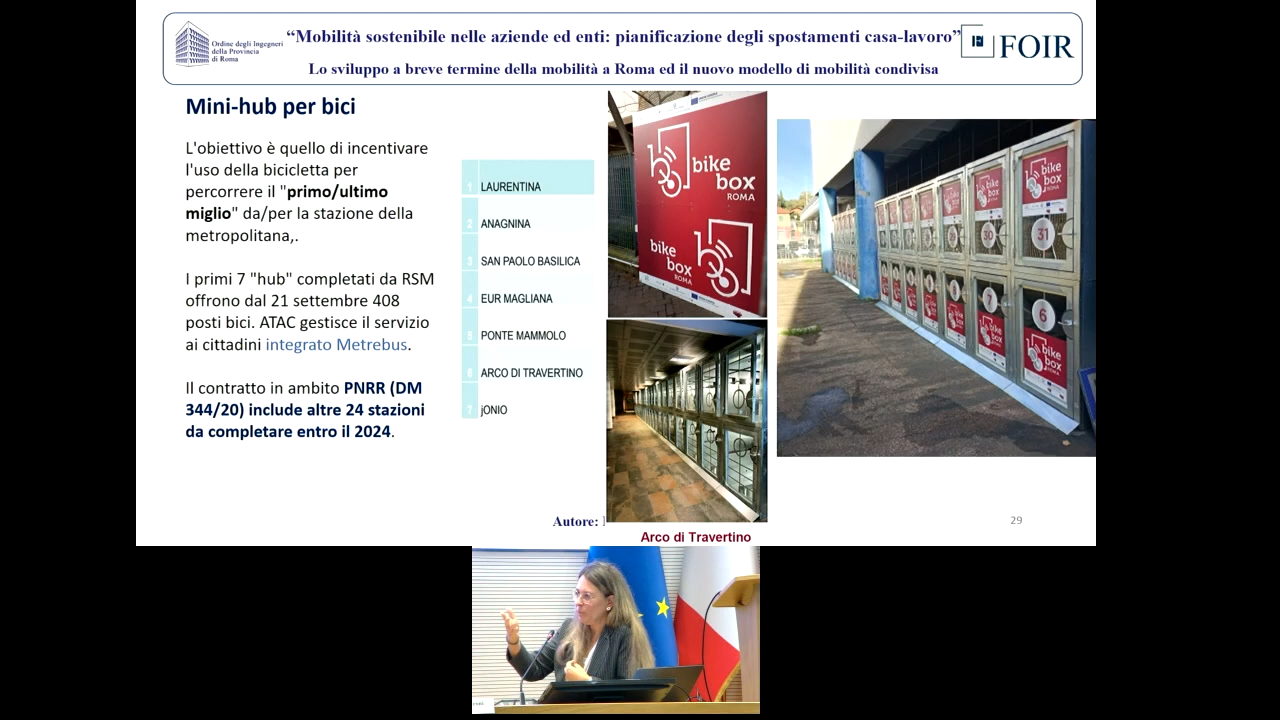 Ordine degli Ingegneri
della Provincia
di Roma
“Mobilità sostenibile nelle aziende ed enti: pianificazione degli spostamenti casa-lavoro”
FOIR
Lo sviluppo a breve termine della mobilità a Roma ed il nuovo modello di mobilità condivisa
Mini-hub per bici
L'obiettivo è quello di incentivare
l'uso della bicicletta per
percorrere il "primo/ultimo
miglio" da/per la stazione della
metropolitana,.
I primi 7 "hub" completati da RSM
offrono dal 21 settembre 408
posti bici. ATAC gestisce il servizio
ai cittadini integrato Metrebus.
Il contratto in ambito PNRR (DM
344/20) include altre 24 stazioni
da completare entro il 2024.
1 LAURENTINA
2 ANAGNINA
3 SAN PAOLO BASILICA
4 EUR MAGLIANA
PONTE MAMMOLO
6 ARCO DI TRAVERTINO
7 jONIO
bike
box
ROMA
bike
box
ROMA
bike
box
ROMA
30
31
7
6
bike
box
ROMA
Autore:
29
Arco di Travertino